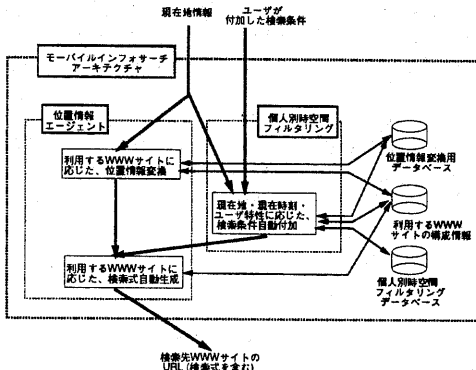 現在地情報
ユーザが
付加した検索条件
モーバイルインフォサーチ
アーキテクチャ
位置情報
エージェント
個人別時空間
フィルタリング
利用するWWWサイトに
応じた、位置情報変換
位置情報変換用
データベース
現在地・現在時刻・
ユーザ特性に応じた、
検索条件自動付加
利用するWWW
サイトの構成情報
利用するWWWサイトに
応じた、検索式自動生成
個人別時空間
フィルタリング
データベース
検索先WWWサイトの
URL (検索式を含む)